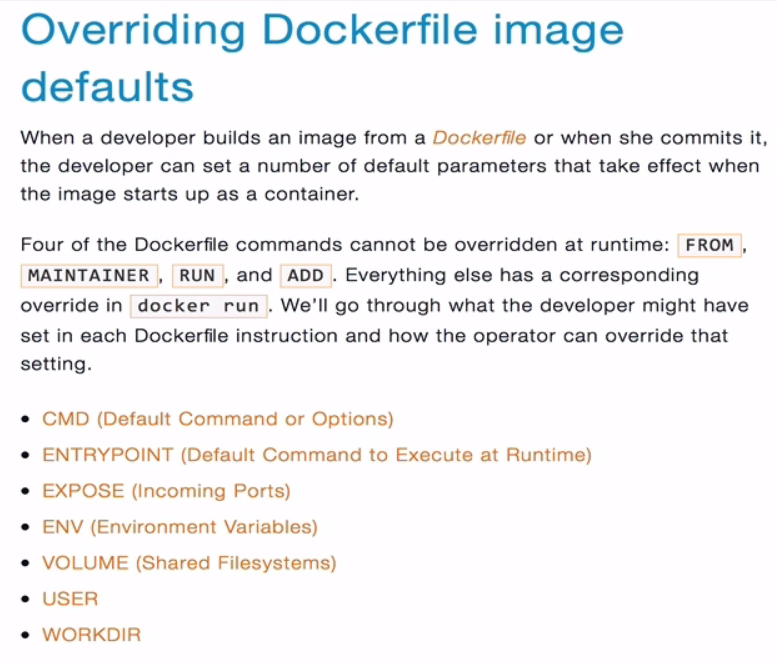 Overriding Dockerfile image
defaults
When a developer builds an image from a Dockerfile or when she commits it,
the developer can set a number of default parameters that take effect when
the image starts up as a container.
Four of the Dockerfile commands cannot be overridden at runtime: FROM,
MAINTAINER, RUN, and ADD. Everything else has a corresponding
override in docker run. We'll go through what the developer might have
set in each Dockerfile instruction and how the operator can override that
setting.
• CMD (Default Command or Options)
• ENTRYPOINT (Default Command to Execute at Runtime)
• EXPOSE (Incoming Ports)
• ENV (Environment Variables)
• VOLUME (Shared Filesystems)
• USER
• WORKDIR